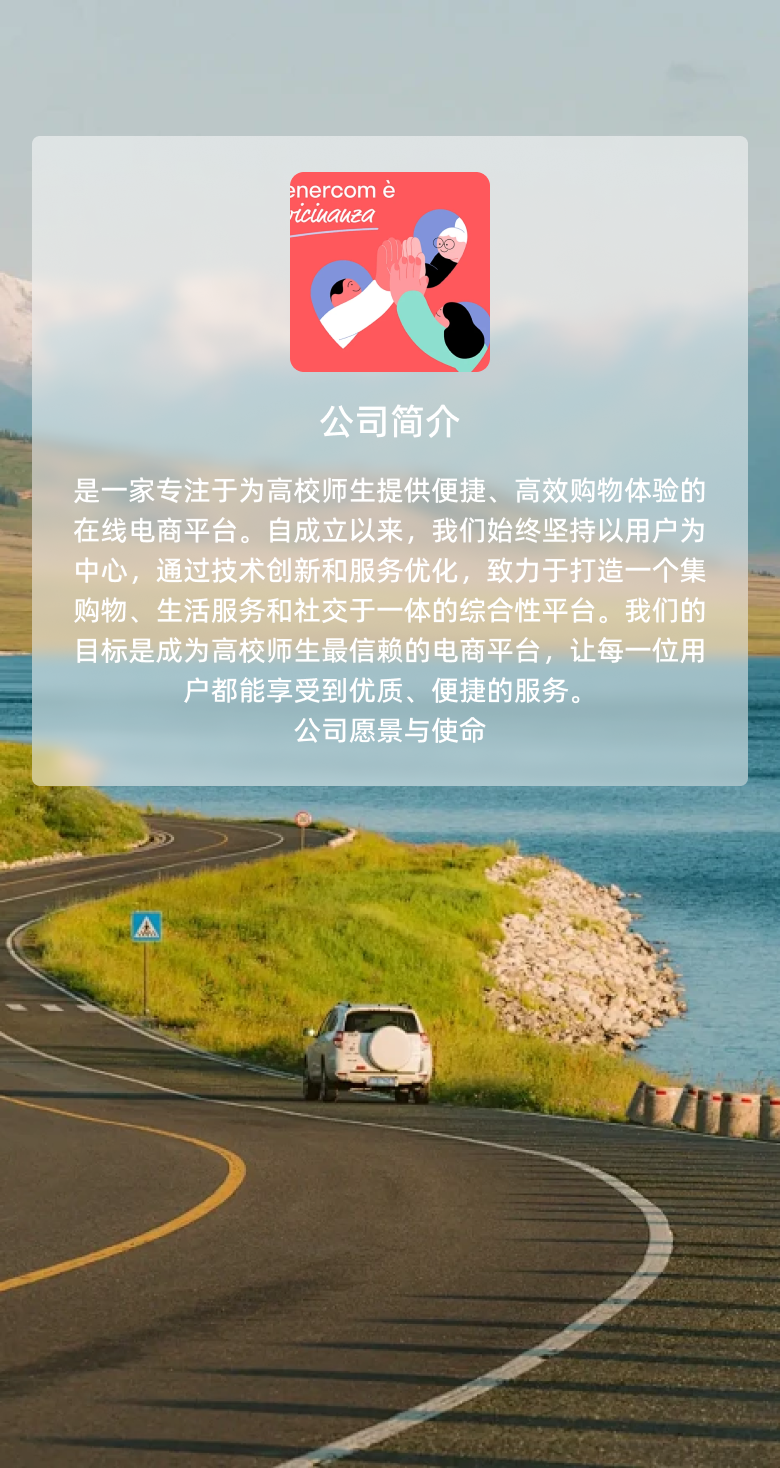 enercom è
vicinanza
公司简介
是一家专注于为高校师生提供便捷、高效购物体验的
在线电商平台。自成立以来，我们始终坚持以用户为
中心，通过技术创新和服务优化，致力于打造一个集
购物、生活服务和社交于一体的综合性平台。我们的
目标是成为高校师生最信赖的电商平台，让每一位用
户都能享受到优质、便捷的服务。
公司愿景与使命